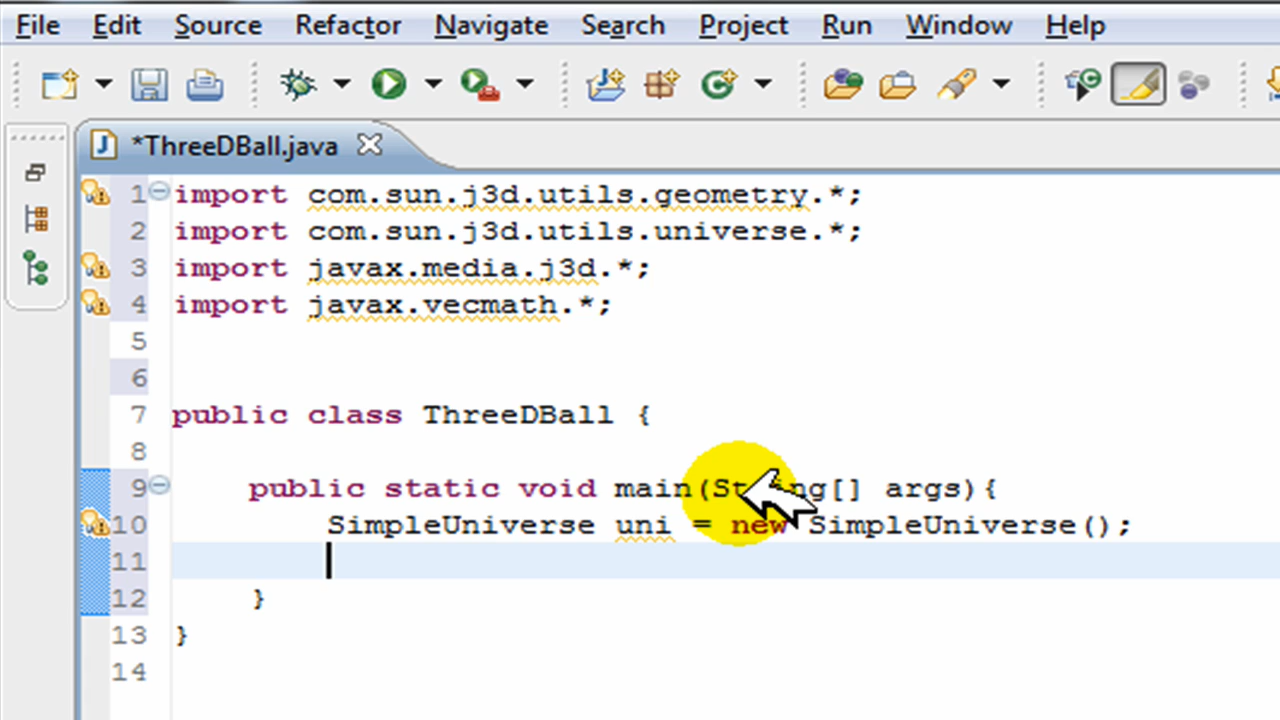 File Edit Source Refactor Navigate Search Project Run Window Help
*ThreeDBall.java
1 import com.sun.j3d.utils.geometry.*;
2 import com.sun.j3d.utils.universe.*;
3 import javax.media.j3d.*;
4 import javax.vecmath.*;
5
6
7 public class ThreeDBall {
8
9 public static void main(String[] args){
10 SimpleUniverse uni = new SimpleUniverse();
11
12 }
13 }
14